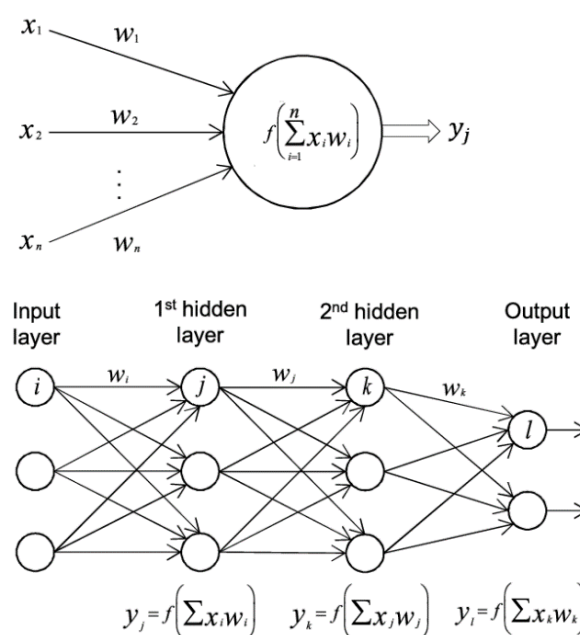 x₁ w₁
x₂ w₂
f(∑ᵢ₌₁ⁿ xᵢwᵢ) yⱼ
⋮
xₙ wₙ
Input layer
1ˢᵗ hidden layer
2ⁿᵈ hidden layer
Output layer
i wᵢ j wⱼ k wₖ l
yⱼ=f(∑xᵢwᵢ) yₖ=f(∑xⱼwⱼ) yₗ=f(∑xₖwₖ)